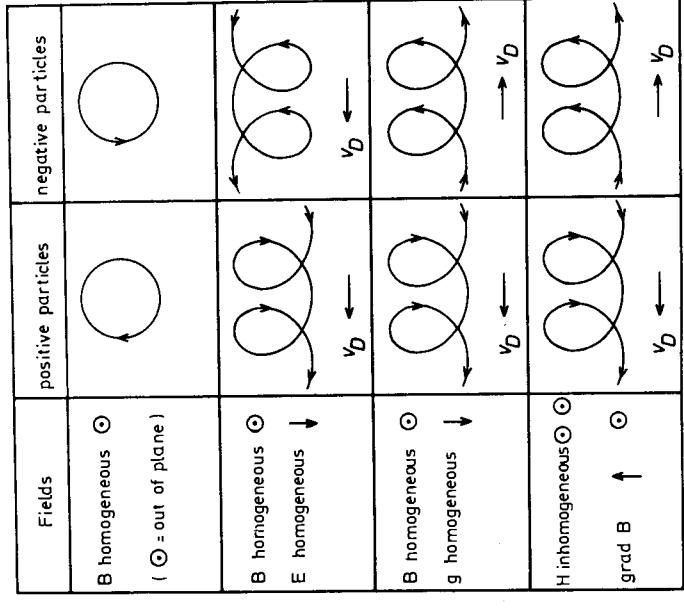 Fields
positive particles
negative particles
B homogeneous ⊙
( ⊙ = out of plane )
B homogeneous ⊙
E homogeneous ↓
v_D ←
v_D ←
B homogeneous ⊙
g homogeneous ↓
v_D ←
→ v_D
H inhomogeneous ⊙ ⊙
grad B ↑ ⊙
v_D ←
→ v_D